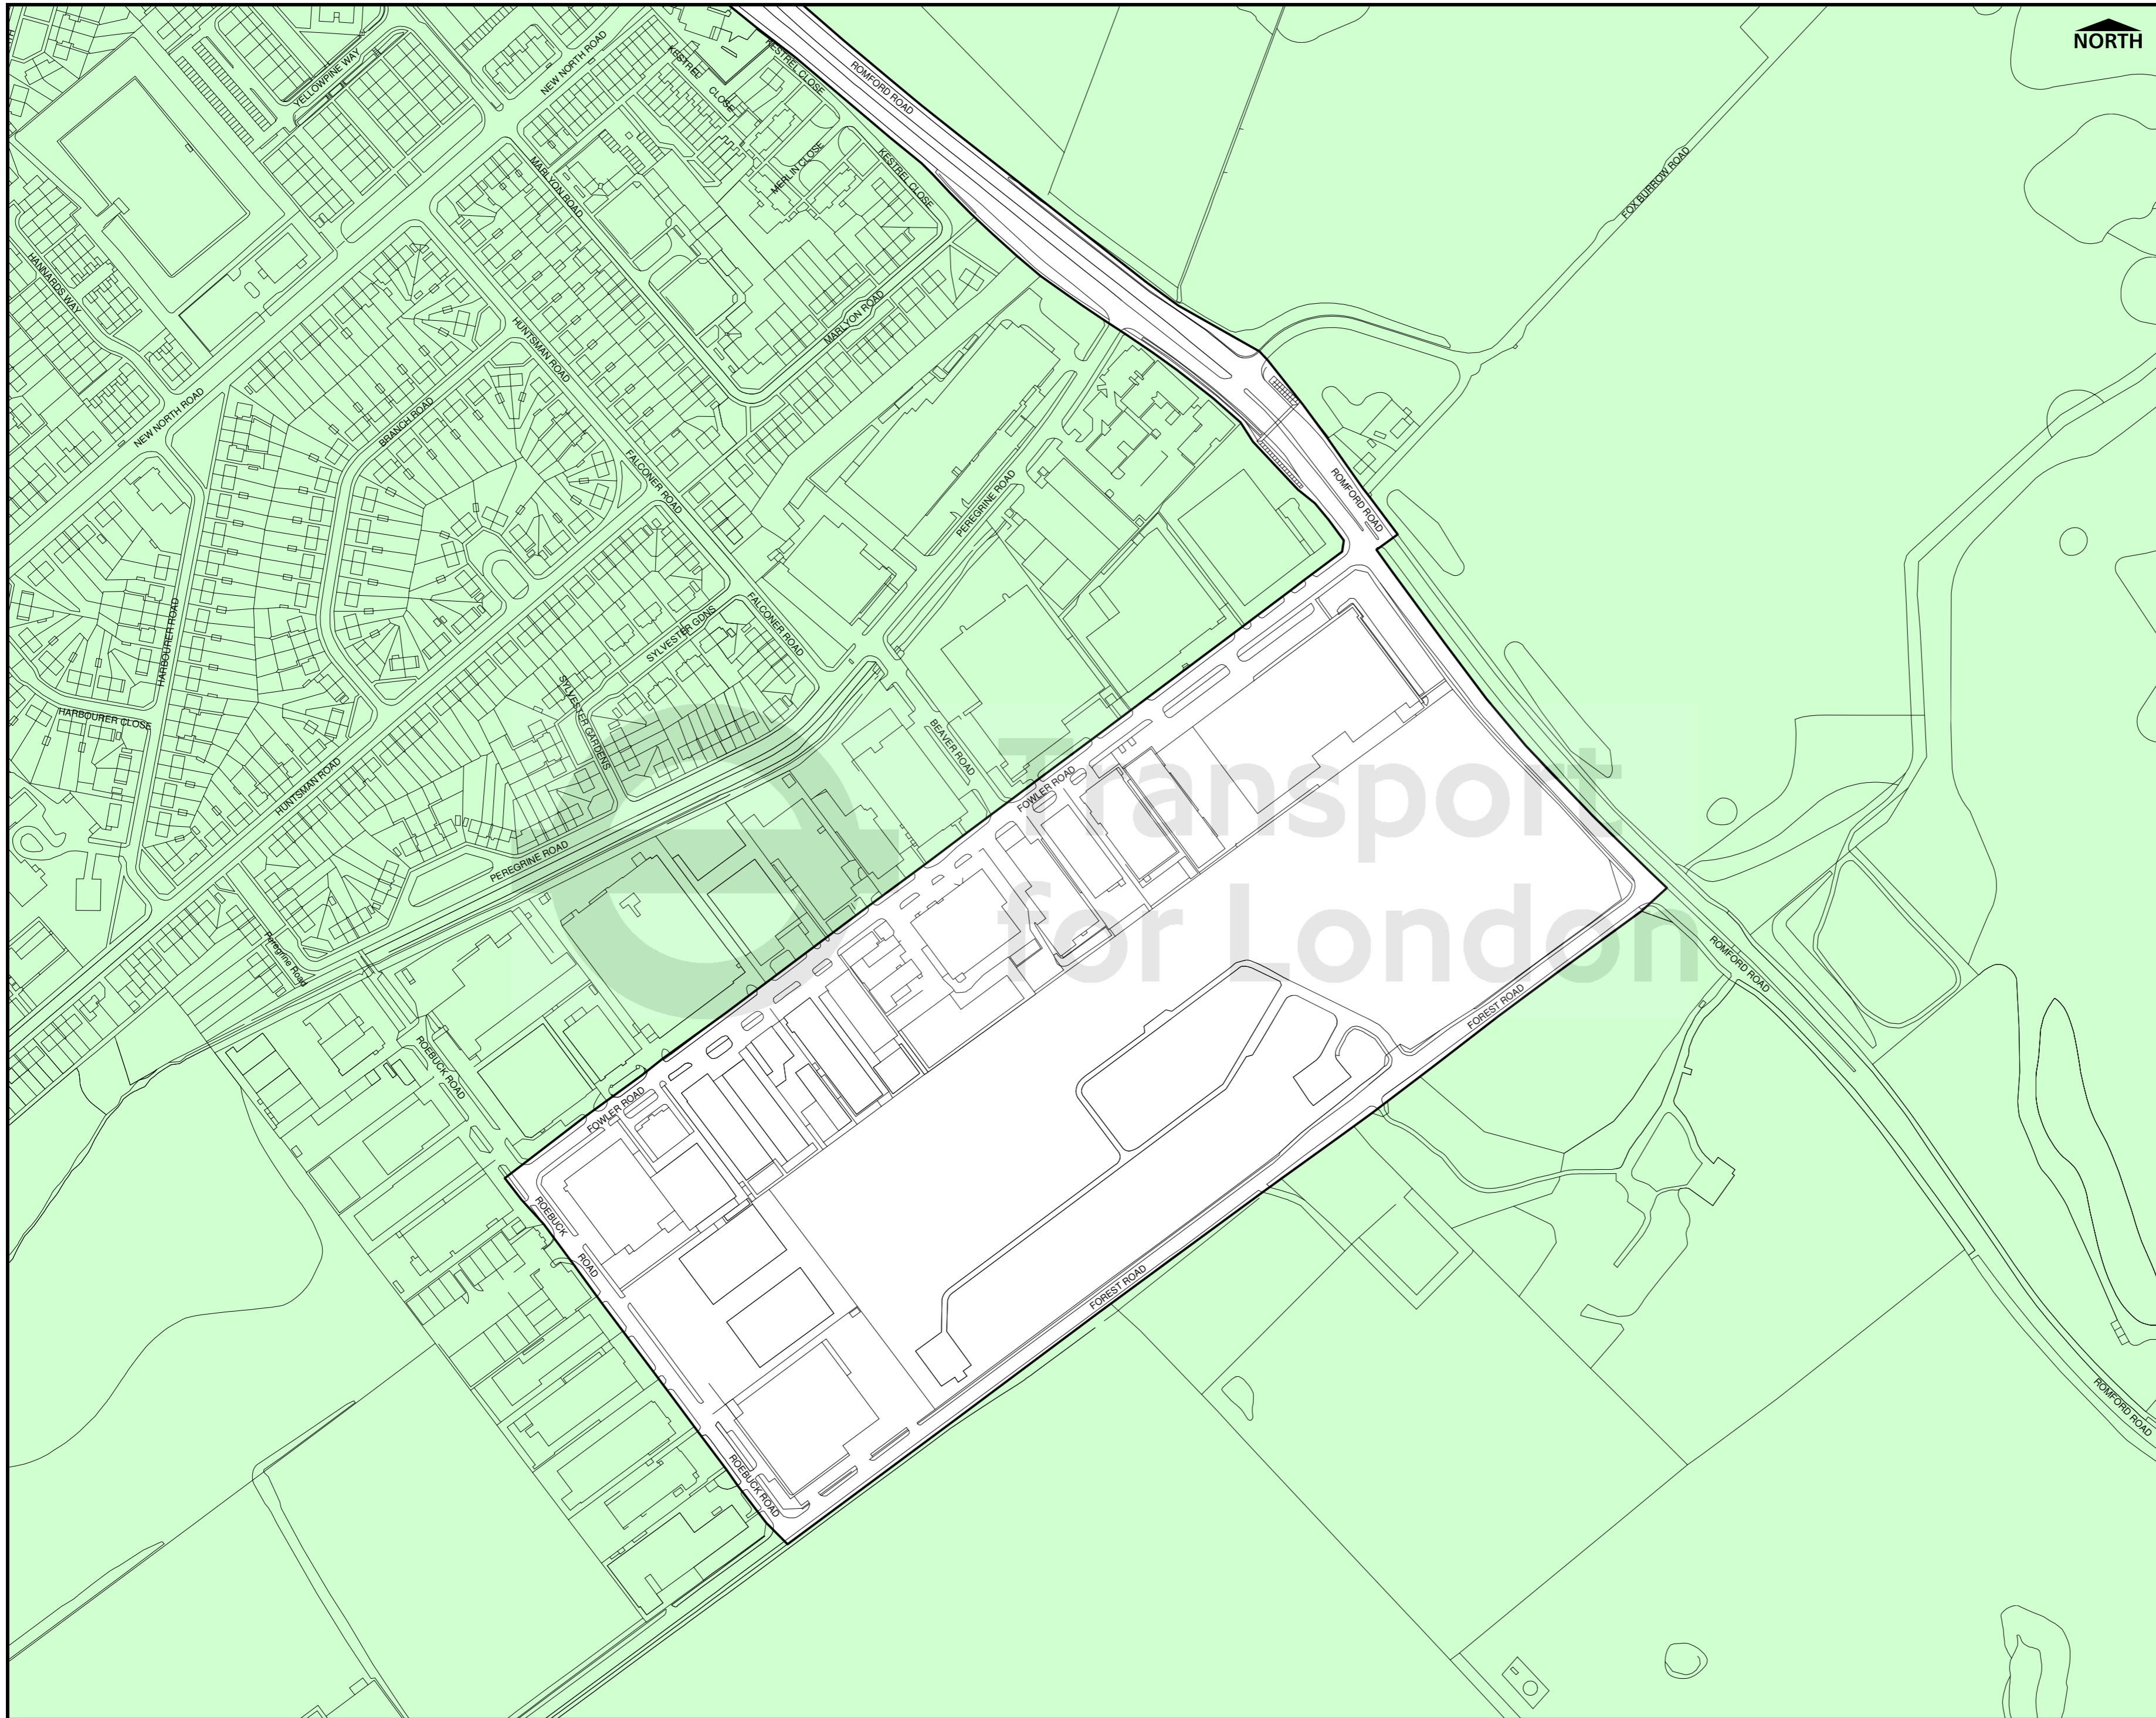 NORTH
ROMFORD ROAD
KESTREL CLOSE
KESTREL
CLOSE
NEW NORTH ROAD
YELLOWPINE WAY
MERLIN CLOSE
KESTREL CLOSE
MARLYON ROAD
FOX BURROW ROAD
HANNARDS WAY
MARLYON ROAD
HUNTSMAN ROAD
BRANCH ROAD
NEW NORTH ROAD
FALCONER ROAD
PEREGRINE ROAD
ROMFORD ROAD
HARBOURER ROAD
SYLVESTER GDNS
FALCONER ROAD
SYLVESTER GARDENS
HARBOURER CLOSE
BEAVER ROAD
HUNTSMAN ROAD
FOWLER ROAD
Transport
for London
PEREGRINE ROAD
Peregrine Road
ROMFORD ROAD
FOREST ROAD
ROEBUCK ROAD
FOWLER ROAD
ROEBUCK
ROAD
FOREST ROAD
ROMFORD ROAD
ROEBUCK ROAD